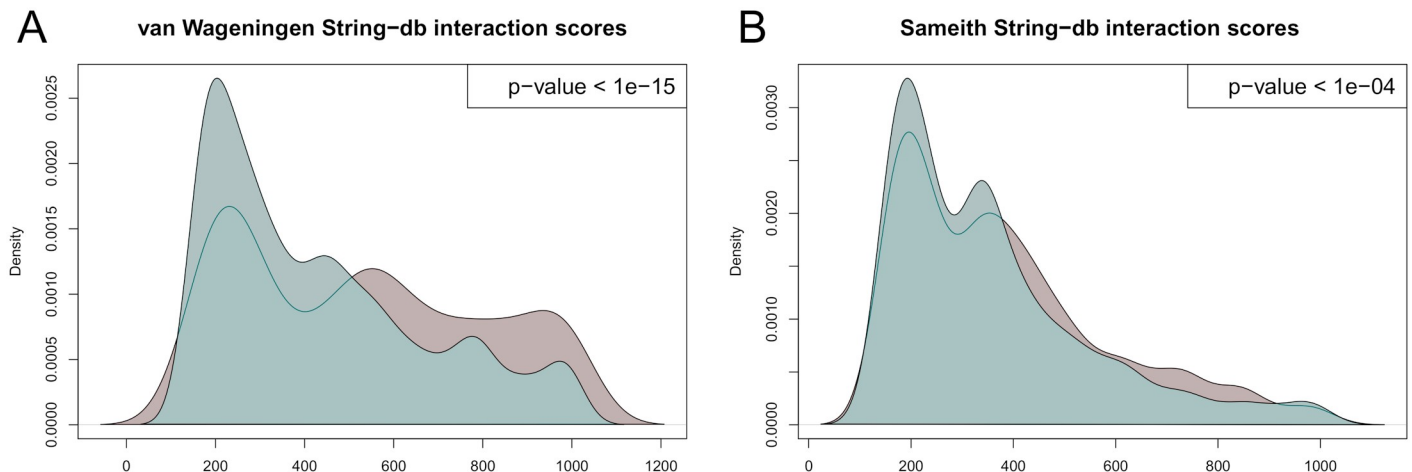 A
van Wageningen String−db interaction scores
p−value < 1e−15
Density
0.0025
0.0020
0.0015
0.0010
0.0005
0.0000
0 200 400 600 800 1000 1200
B
Sameith String−db interaction scores
p−value < 1e−04
Density
0.0030
0.0020
0.0010
0.0000
0 200 400 600 800 1000